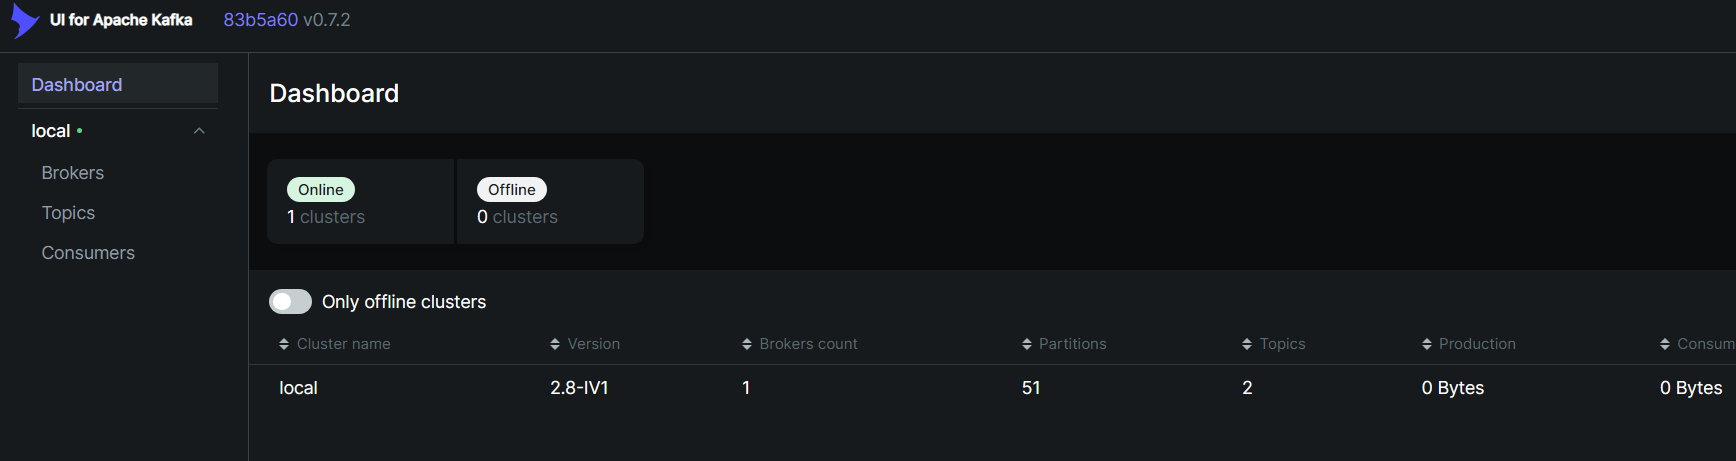 UI for Apache Kafka 83b5a60 v0.7.2
Dashboard
local
Brokers
Topics
Consumers
Dashboard
Online
1 clusters
Offline
0 clusters
Only offline clusters
Cluster name Version Brokers count Partitions Topics Production Consum
local 2.8-IV1 1 51 2 0 Bytes 0 Bytes